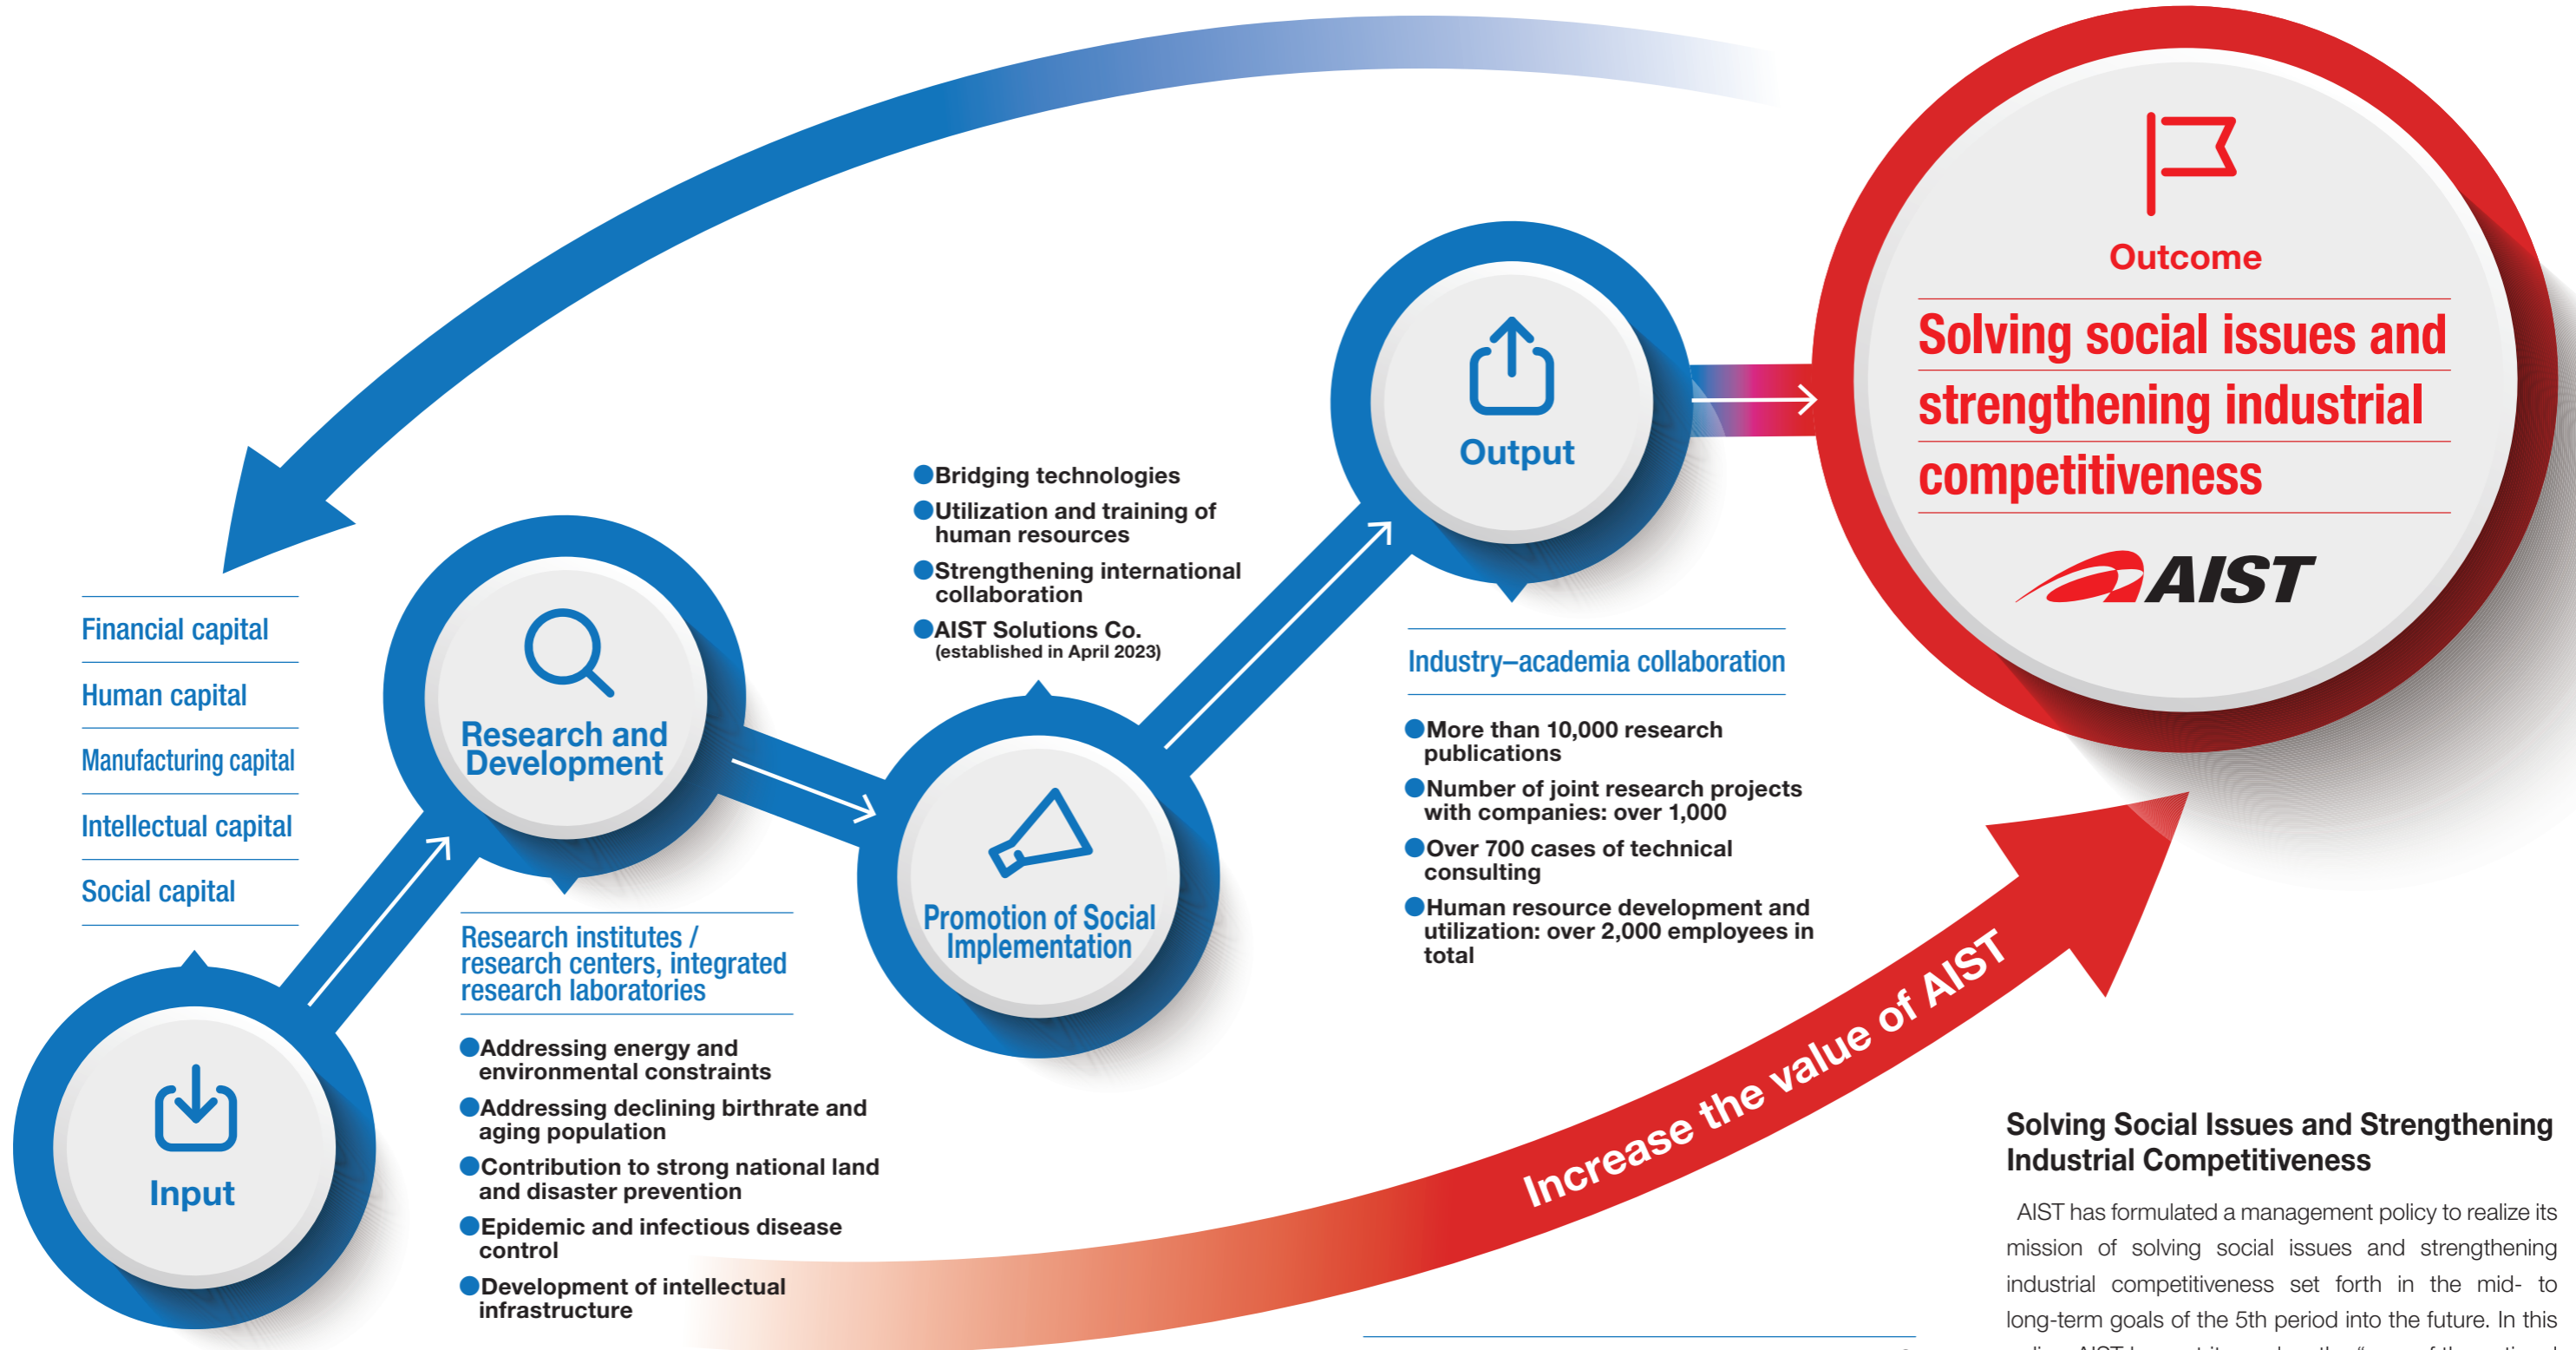 Financial capital
Human capital
Manufacturing capital
Intellectual capital
Social capital
Input
Research and
Development
Research institutes /
research centers, integrated
research laboratories
●Addressing energy and
environmental constraints
●Addressing declining birthrate and
aging population
●Contribution to strong national land
and disaster prevention
●Epidemic and infectious disease
control
●Development of intellectual
infrastructure
●Bridging technologies
●Utilization and training of
human resources
●Strengthening international
collaboration
●AIST Solutions Co.
(established in April 2023)
Promotion of Social
Implementation
Output
Industry–academia collaboration
●More than 10,000 research
publications
●Number of joint research projects
with companies: over 1,000
●Over 700 cases of technical
consulting
●Human resource development and
utilization: over 2,000 employees in
total
Outcome
Solving social issues and
strengthening industrial
competitiveness
AIST
Increase the value of AIST
Solving Social Issues and Strengthening
Industrial Competitiveness
AIST has formulated a management policy to realize its
mission of solving social issues and strengthening
industrial competitiveness set forth in the mid- to
long-term goals of the 5th period into the future. In this